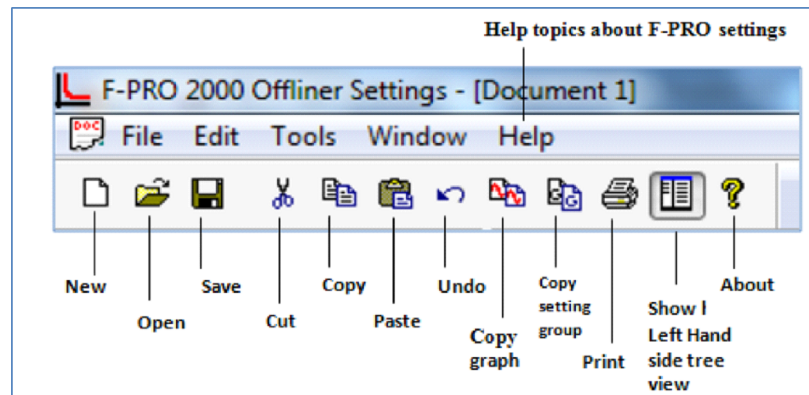 Help topics about F-PRO settings
F-PRO 2000 Offliner Settings - [Document 1]
DOC File Edit Tools Window Help
New
Open
Save
Cut
Copy
Paste
Undo
Copy
graph
Copy
setting
group
Print
Show l
Left Hand
side tree
view
About